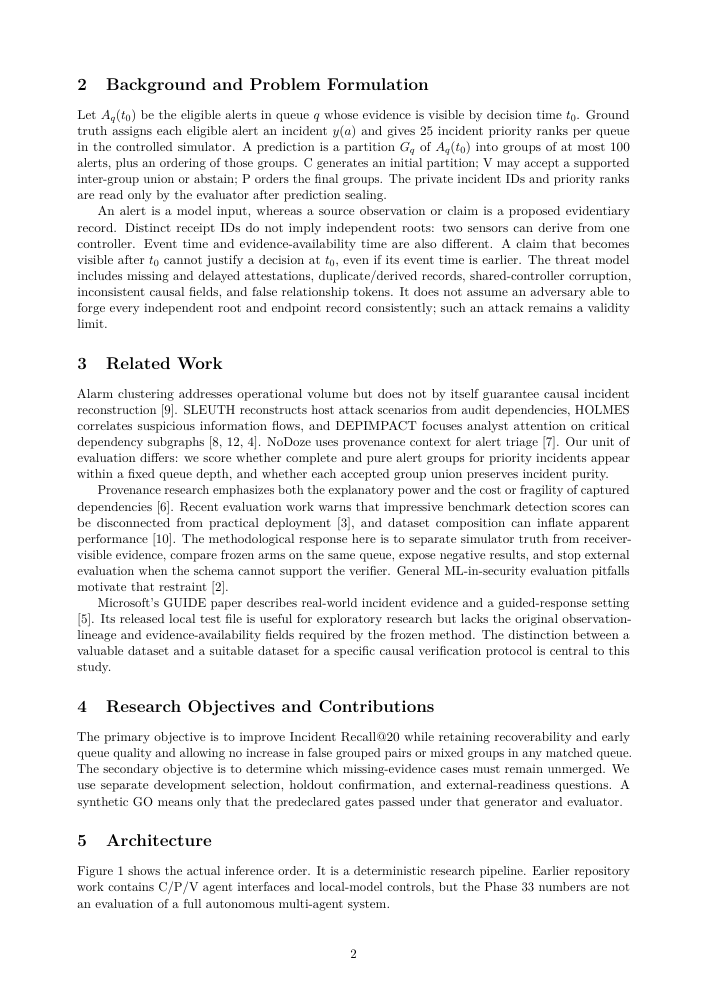 2 Background and Problem Formulation
Let A_q(t_0) be the eligible alerts in queue q whose evidence is visible by decision time t_0. Ground
truth assigns each eligible alert an incident y(a) and gives 25 incident priority ranks per queue
in the controlled simulator. A prediction is a partition G_q of A_q(t_0) into groups of at most 100
alerts, plus an ordering of those groups. C generates an initial partition; V may accept a supported
inter-group union or abstain; P orders the final groups. The private incident IDs and priority ranks
are read only by the evaluator after prediction sealing.
An alert is a model input, whereas a source observation or claim is a proposed evidentiary
record. Distinct receipt IDs do not imply independent roots: two sensors can derive from one
controller. Event time and evidence-availability time are also different. A claim that becomes
visible after t_0 cannot justify a decision at t_0, even if its event time is earlier. The threat model
includes missing and delayed attestations, duplicate/derived records, shared-controller corruption,
inconsistent causal fields, and false relationship tokens. It does not assume an adversary able to
forge every independent root and endpoint record consistently; such an attack remains a validity
limit.
3 Related Work
Alarm clustering addresses operational volume but does not by itself guarantee causal incident
reconstruction [9]. SLEUTH reconstructs host attack scenarios from audit dependencies, HOLMES
correlates suspicious information flows, and DEPIMPACT focuses analyst attention on critical
dependency subgraphs [8, 12, 4]. NoDoze uses provenance context for alert triage [7]. Our unit of
evaluation differs: we score whether complete and pure alert groups for priority incidents appear
within a fixed queue depth, and whether each accepted group union preserves incident purity.
Provenance research emphasizes both the explanatory power and the cost or fragility of captured
dependencies [6]. Recent evaluation work warns that impressive benchmark detection scores can
be disconnected from practical deployment [3], and dataset composition can inflate apparent
performance [10]. The methodological response here is to separate simulator truth from receiver-
visible evidence, compare frozen arms on the same queue, expose negative results, and stop external
evaluation when the schema cannot support the verifier. General ML-in-security evaluation pitfalls
motivate that restraint [2].
Microsoft's GUIDE paper describes real-world incident evidence and a guided-response setting
[5]. Its released local test file is useful for exploratory research but lacks the original observation-
lineage and evidence-availability fields required by the frozen method. The distinction between a
valuable dataset and a suitable dataset for a specific causal verification protocol is central to this
study.
4 Research Objectives and Contributions
The primary objective is to improve Incident Recall@20 while retaining recoverability and early
queue quality and allowing no increase in false grouped pairs or mixed groups in any matched queue.
The secondary objective is to determine which missing-evidence cases must remain unmerged. We
use separate development selection, holdout confirmation, and external-readiness questions. A
synthetic GO means only that the predeclared gates passed under that generator and evaluator.
5 Architecture
Figure 1 shows the actual inference order. It is a deterministic research pipeline. Earlier repository
work contains C/P/V agent interfaces and local-model controls, but the Phase 33 numbers are not
an evaluation of a full autonomous multi-agent system.
2